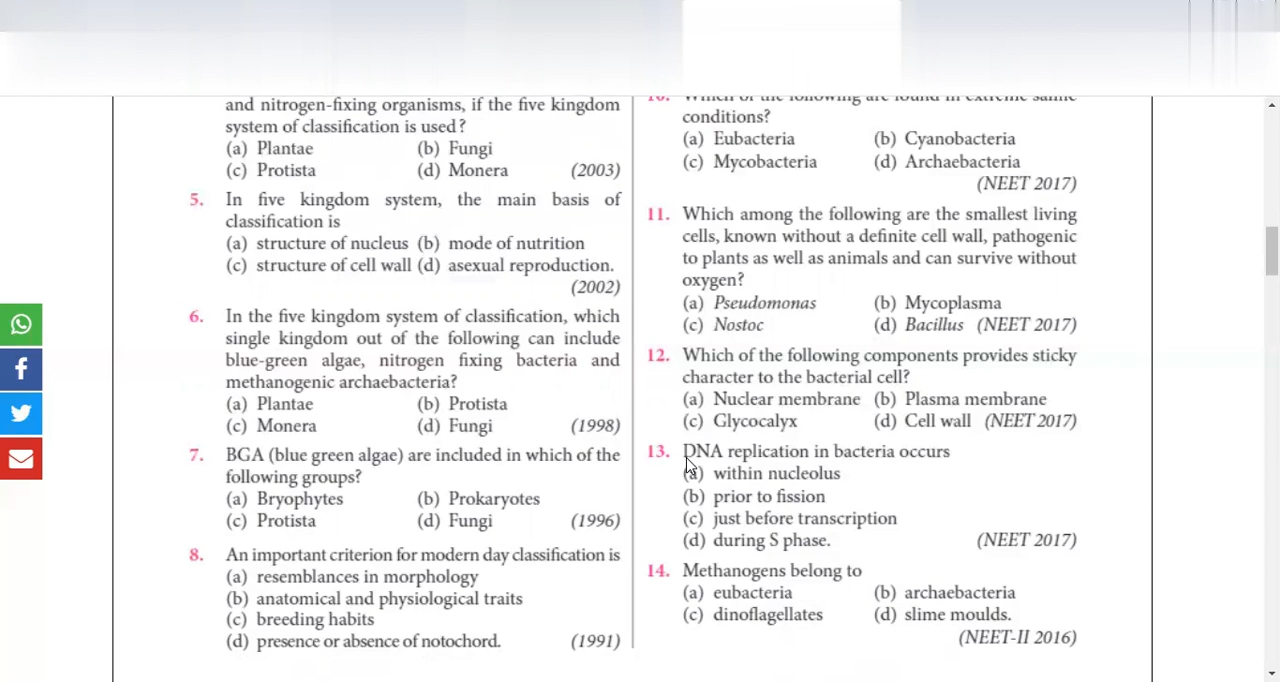 and nitrogen-fixing organisms, if the five kingdom
system of classification is used?
(a) Plantae (b) Fungi
(c) Protista (d) Monera (2003)
5. In five kingdom system, the main basis of
classification is
(a) structure of nucleus (b) mode of nutrition
(c) structure of cell wall (d) asexual reproduction.
(2002)
6. In the five kingdom system of classification, which
single kingdom out of the following can include
blue-green algae, nitrogen fixing bacteria and
methanogenic archaebacteria?
(a) Plantae (b) Protista
(c) Monera (d) Fungi (1998)
7. BGA (blue green algae) are included in which of the
following groups?
(a) Bryophytes (b) Prokaryotes
(c) Protista (d) Fungi (1996)
8. An important criterion for modern day classification is
(a) resemblances in morphology
(b) anatomical and physiological traits
(c) breeding habits
(d) presence or absence of notochord. (1991)
10. Which of the following are found in extreme saline
conditions?
(a) Eubacteria (b) Cyanobacteria
(c) Mycobacteria (d) Archaebacteria
(NEET 2017)
11. Which among the following are the smallest living
cells, known without a definite cell wall, pathogenic
to plants as well as animals and can survive without
oxygen?
(a) Pseudomonas (b) Mycoplasma
(c) Nostoc (d) Bacillus (NEET 2017)
12. Which of the following components provides sticky
character to the bacterial cell?
(a) Nuclear membrane (b) Plasma membrane
(c) Glycocalyx (d) Cell wall (NEET 2017)
13. DNA replication in bacteria occurs
(a) within nucleolus
(b) prior to fission
(c) just before transcription
(d) during S phase. (NEET 2017)
14. Methanogens belong to
(a) eubacteria (b) archaebacteria
(c) dinoflagellates (d) slime moulds.
(NEET-II 2016)